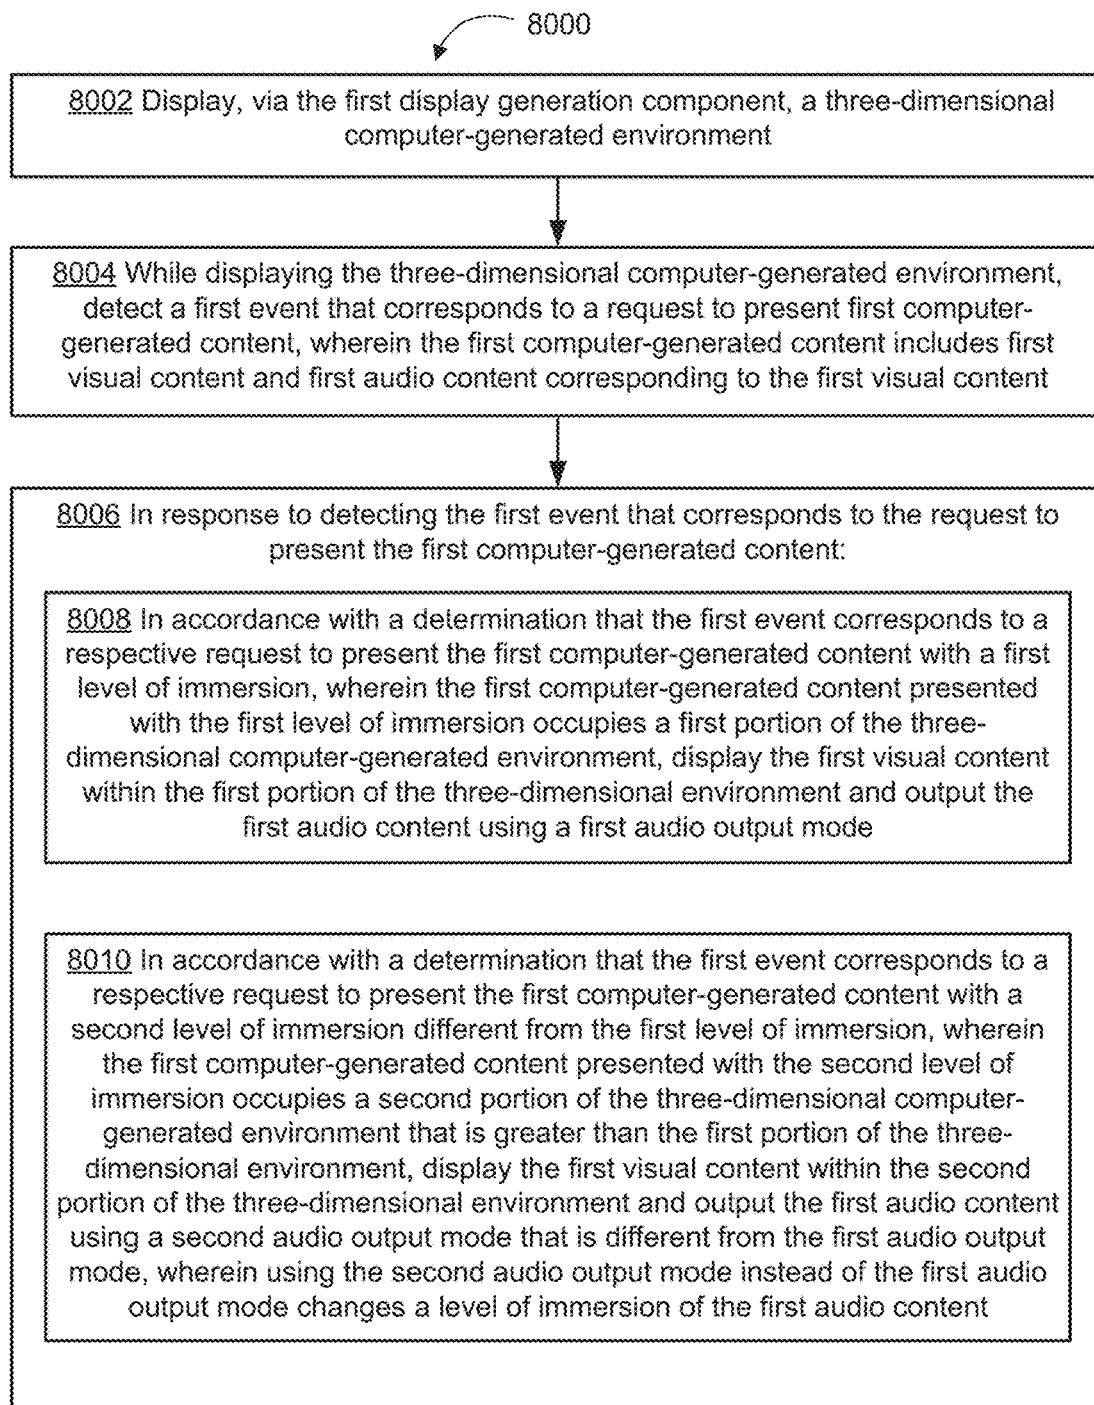 8000
8002 Display, via the first display generation component, a three-dimensional
computer-generated environment
8004 While displaying the three-dimensional computer-generated environment,
detect a first event that corresponds to a request to present first computer-
generated content, wherein the first computer-generated content includes first
visual content and first audio content corresponding to the first visual content
8006 In response to detecting the first event that corresponds to the request to
present the first computer-generated content:
8008 In accordance with a determination that the first event corresponds to a
respective request to present the first computer-generated content with a first
level of immersion, wherein the first computer-generated content presented
with the first level of immersion occupies a first portion of the three-
dimensional computer-generated environment, display the first visual content
within the first portion of the three-dimensional environment and output the
first audio content using a first audio output mode
8010 In accordance with a determination that the first event corresponds to a
respective request to present the first computer-generated content with a
second level of immersion different from the first level of immersion, wherein
the first computer-generated content presented with the second level of
immersion occupies a second portion of the three-dimensional computer-
generated environment that is greater than the first portion of the three-
dimensional environment, display the first visual content within the second
portion of the three-dimensional environment and output the first audio content
using a second audio output mode that is different from the first audio output
mode, wherein using the second audio output mode instead of the first audio
output mode changes a level of immersion of the first audio content